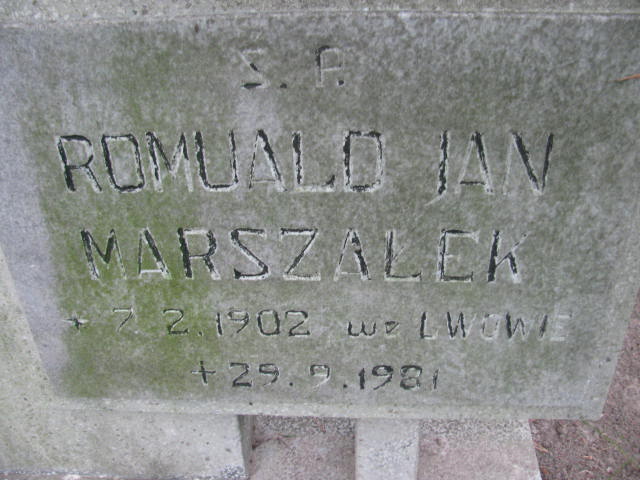 Ś. P.
ROMUALD JAN
MARSZAŁEK
+ 7.2.1902 we LWOWIE
+ 29.9.1981